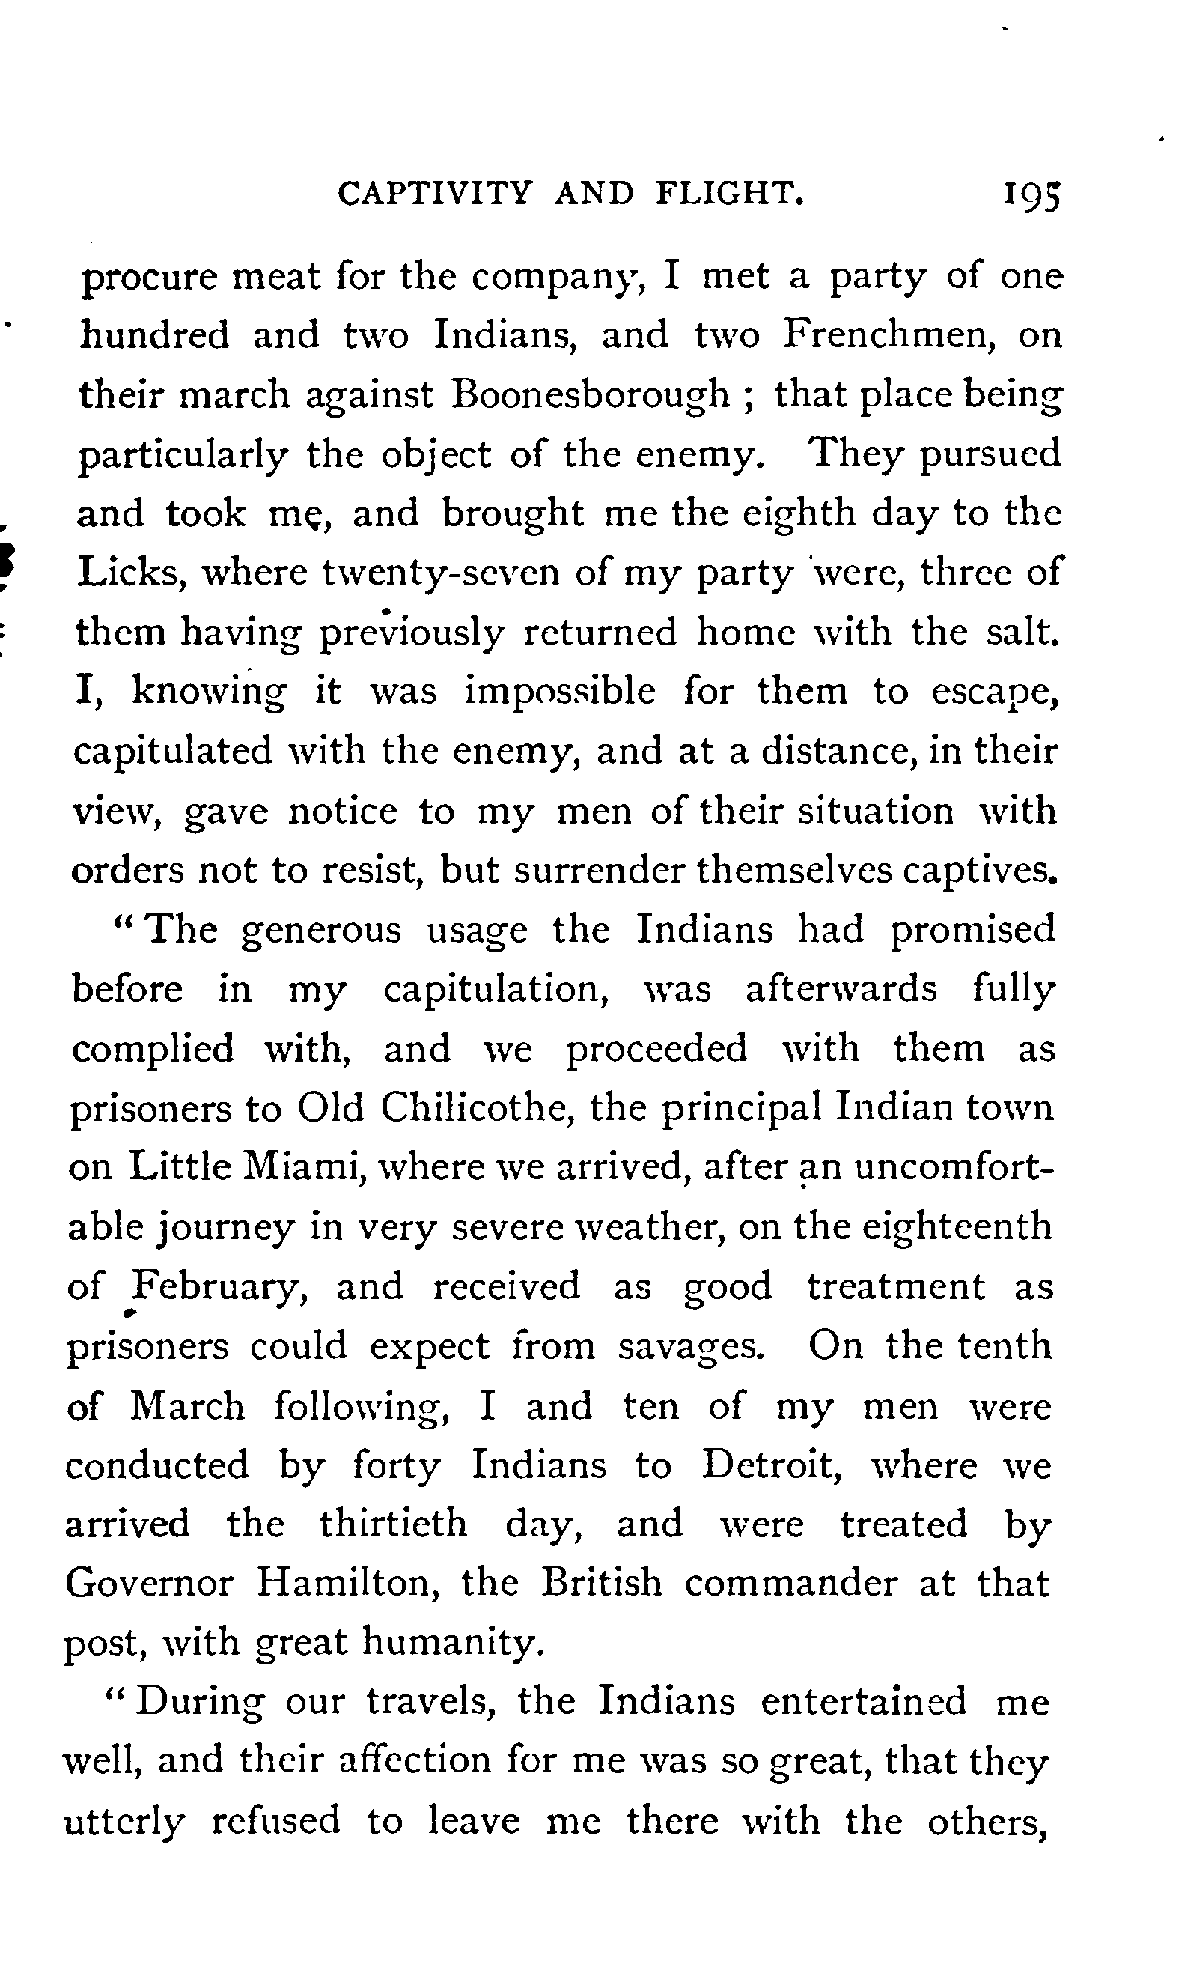 CAPTIVITY AND FLIGHT. 195
procure meat for the company, I met a party of one
hundred and two Indians, and two Frenchmen, on
their march against Boonesborough ; that place being
particularly the object of the enemy. They pursued
and took me, and brought me the eighth day to the
Licks, where twenty-seven of my party were, three of
them having previously returned home with the salt.
I, knowing it was impossible for them to escape,
capitulated with the enemy, and at a distance, in their
view, gave notice to my men of their situation with
orders not to resist, but surrender themselves captives.
“ The generous usage the Indians had promised
before in my capitulation, was afterwards fully
complied with, and we proceeded with them as
prisoners to Old Chilicothe, the principal Indian town
on Little Miami, where we arrived, after an uncomfort-
able journey in very severe weather, on the eighteenth
of February, and received as good treatment as
prisoners could expect from savages. On the tenth
of March following, I and ten of my men were
conducted by forty Indians to Detroit, where we
arrived the thirtieth day, and were treated by
Governor Hamilton, the British commander at that
post, with great humanity.
“ During our travels, the Indians entertained me
well, and their affection for me was so great, that they
utterly refused to leave me there with the others,